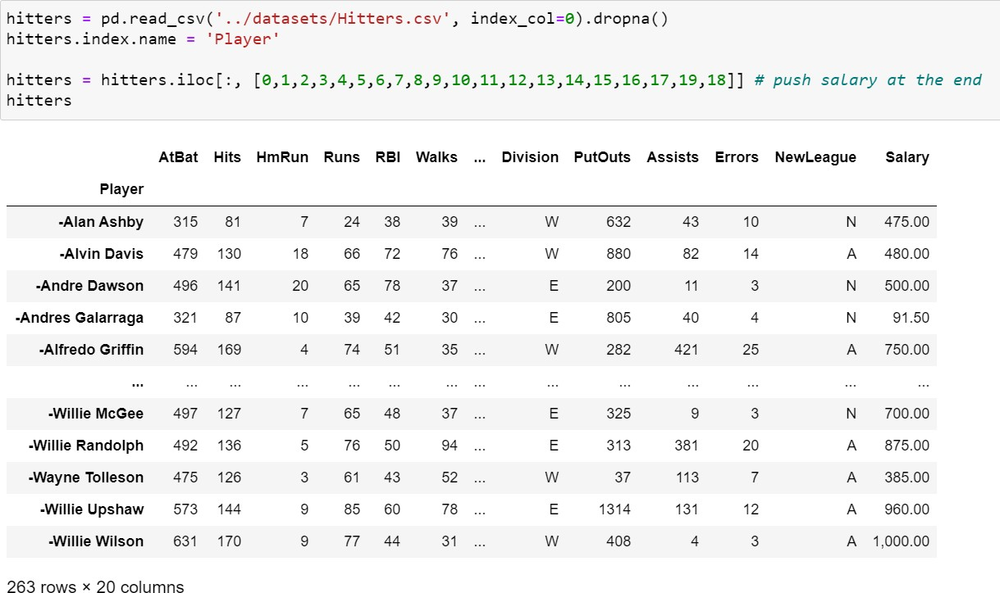 hitters = pd.read_csv('../datasets/Hitters.csv', index_col=0).dropna()
hitters.index.name = 'Player'
hitters = hitters.iloc[:, [0,1,2,3,4,5,6,7,8,9,10,11,12,13,14,15,16,17,19,18]] # push salary at the end
hitters
AtBat Hits HmRun Runs RBI Walks ... Division PutOuts Assists Errors NewLeague Salary
Player
-Alan Ashby 315 81 7 24 38 39 ... W 632 43 10 N 475.00
-Alvin Davis 479 130 18 66 72 76 ... W 880 82 14 A 480.00
-Andre Dawson 496 141 20 65 78 37 ... E 200 11 3 N 500.00
-Andres Galarraga 321 87 10 39 42 30 ... E 805 40 4 N 91.50
-Alfredo Griffin 594 169 4 74 51 35 ... W 282 421 25 A 750.00
... ... ... ... ... ... ... ... ... ... ... ... ... ...
-Willie McGee 497 127 7 65 48 37 ... E 325 9 3 N 700.00
-Willie Randolph 492 136 5 76 50 94 ... E 313 381 20 A 875.00
-Wayne Tolleson 475 126 3 61 43 52 ... W 37 113 7 A 385.00
-Willie Upshaw 573 144 9 85 60 78 ... E 1314 131 12 A 960.00
-Willie Wilson 631 170 9 77 44 31 ... W 408 4 3 A 1,000.00
263 rows × 20 columns